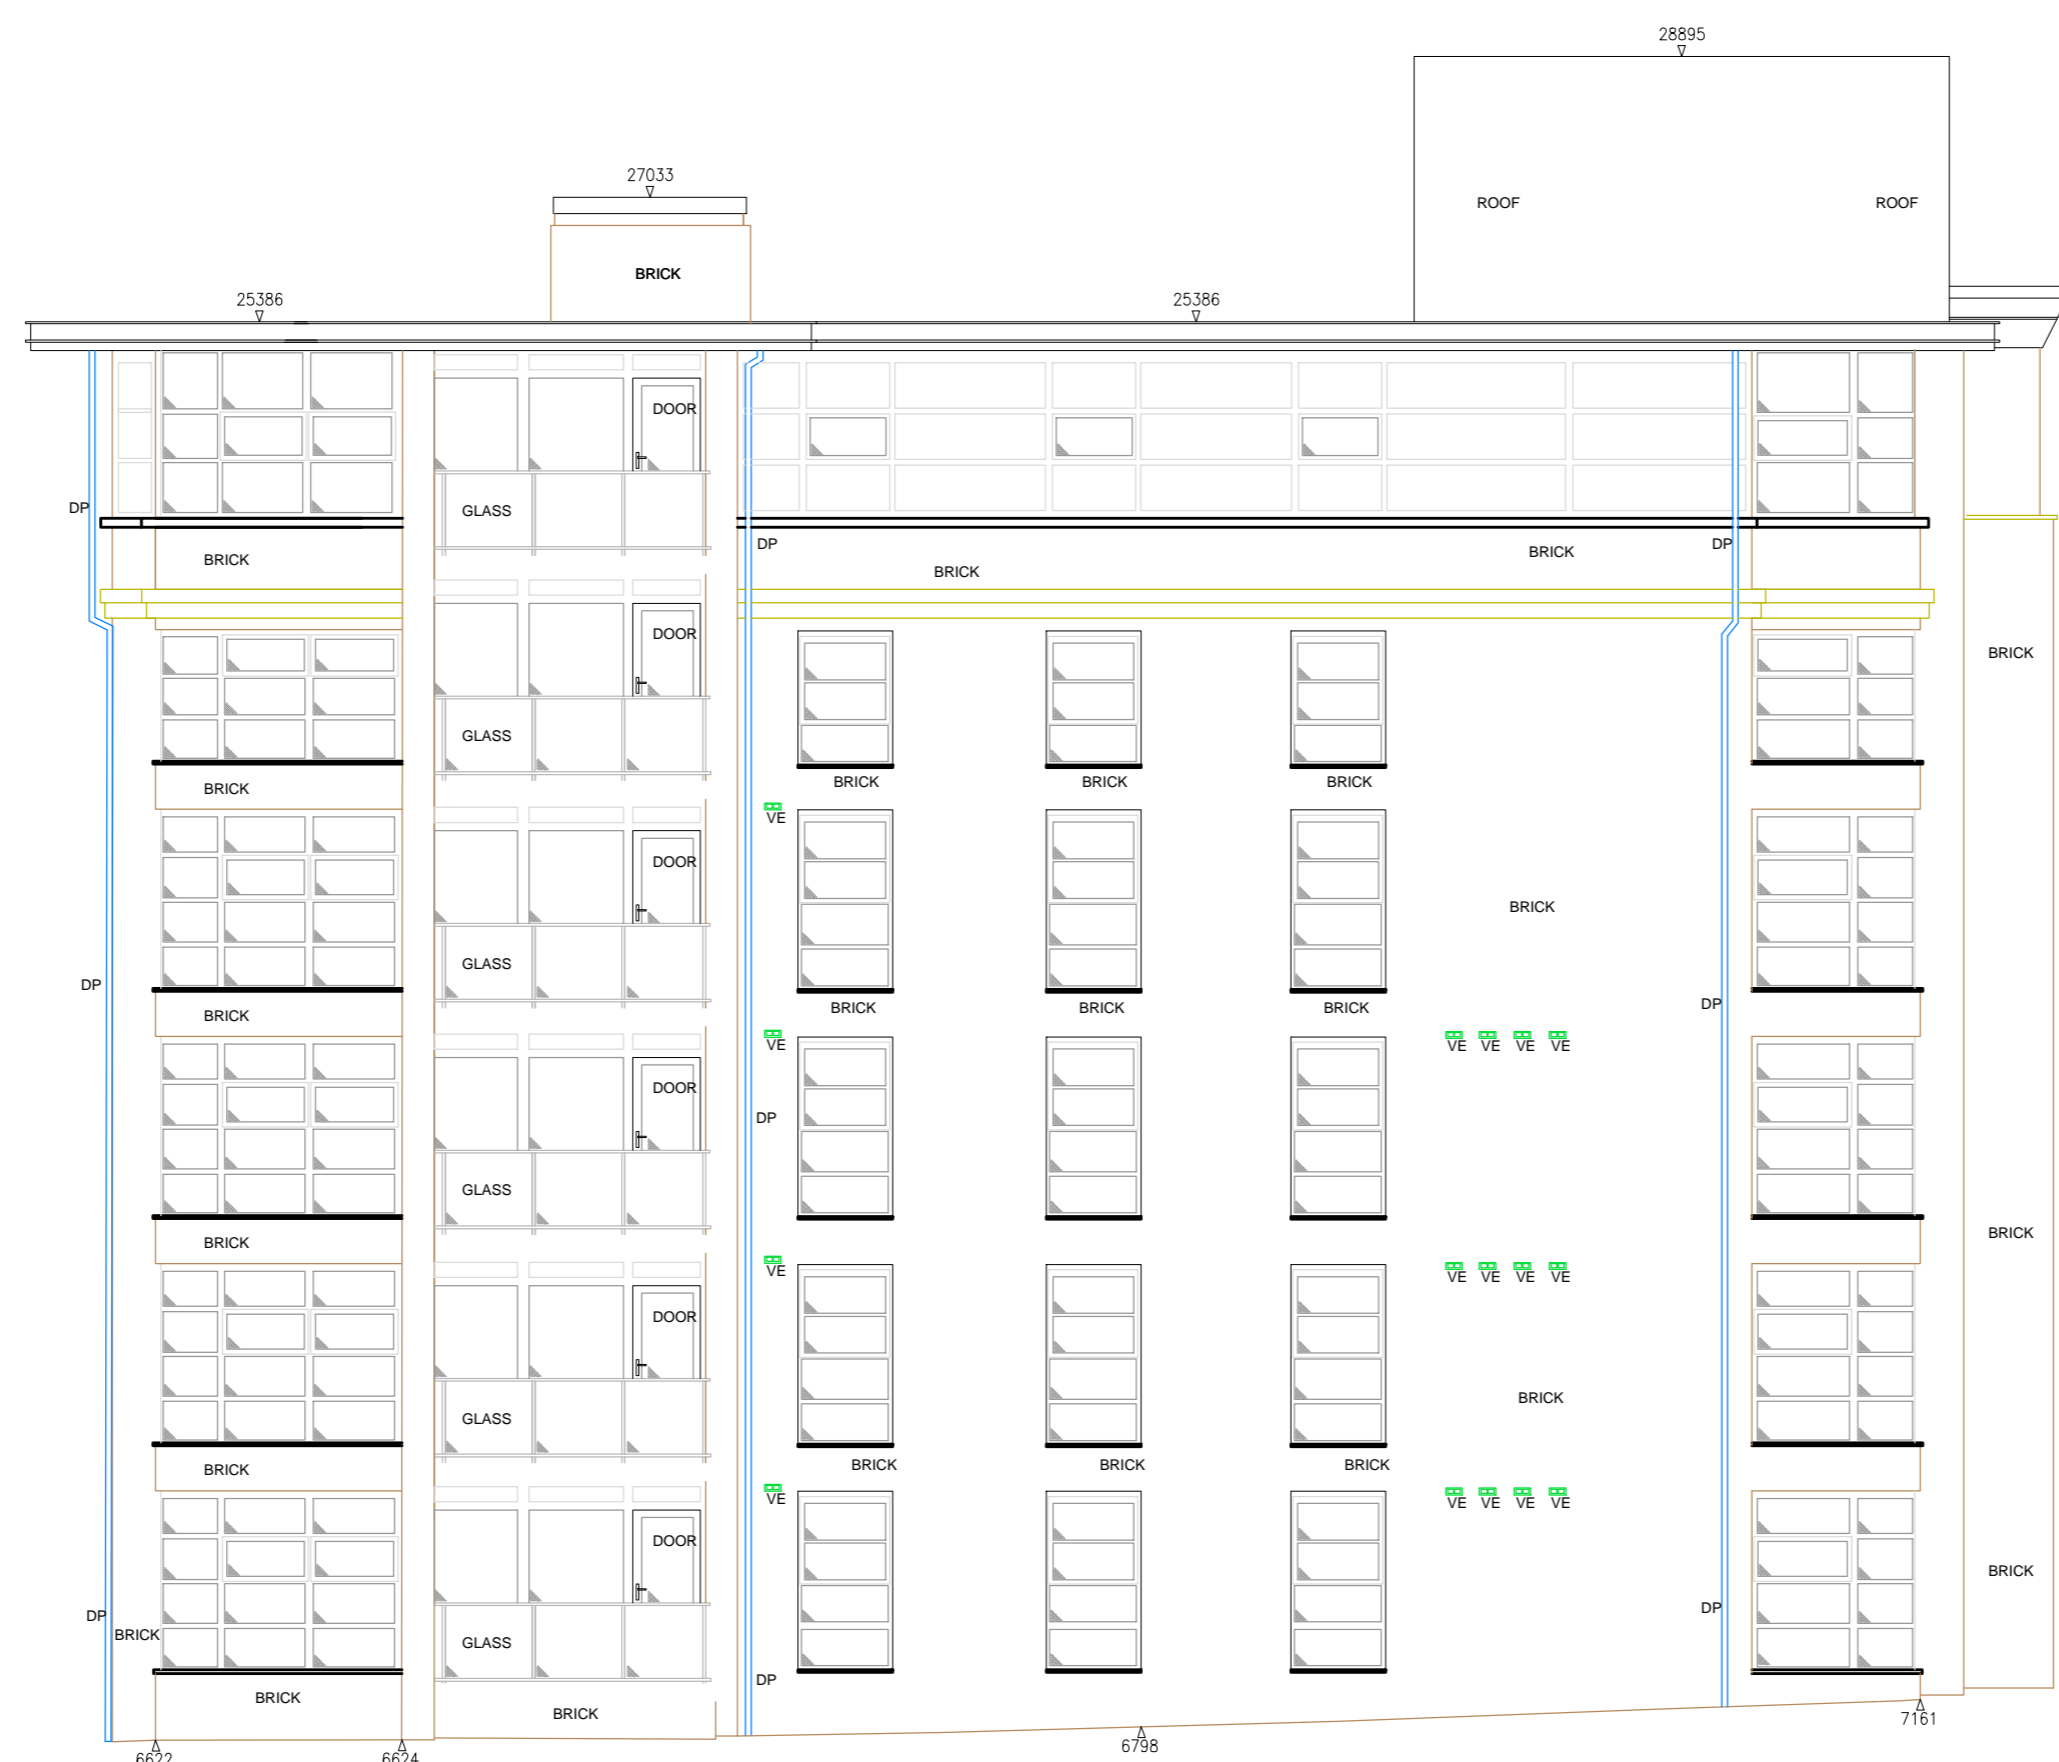 28895
27033
ROOF ROOF
BRICK
25386 25386
DOOR
DP GLASS
DP DP
BRICK BRICK
BRICK
DOOR
BRICK
GLASS
BRICK BRICK BRICK BRICK
VE
DOOR
BRICK
GLASS
DP
BRICK BRICK BRICK BRICK DP
VE VE VE VE VE
DOOR
DP
GLASS
BRICK BRICK
VE VE VE VE VE
DOOR
BRICK
GLASS
BRICK BRICK BRICK BRICK
VE VE VE VE VE
DOOR
BRICK
DP DP
BRICK GLASS
DP
BRICK BRICK
7161
6622 6624 6798